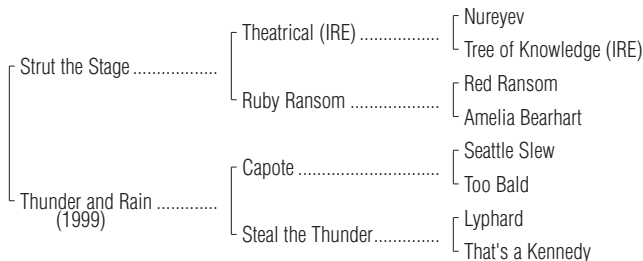 Nureyev
Theatrical (IRE) .................
Tree of Knowledge (IRE)
Strut the Stage ..................
Red Ransom
Ruby Ransom ...................
Amelia Bearhart
Seattle Slew
Capote ..............................
Too Bald
Thunder and Rain .............
(1999)
Lyphard
Steal the Thunder..............
That's a Kennedy